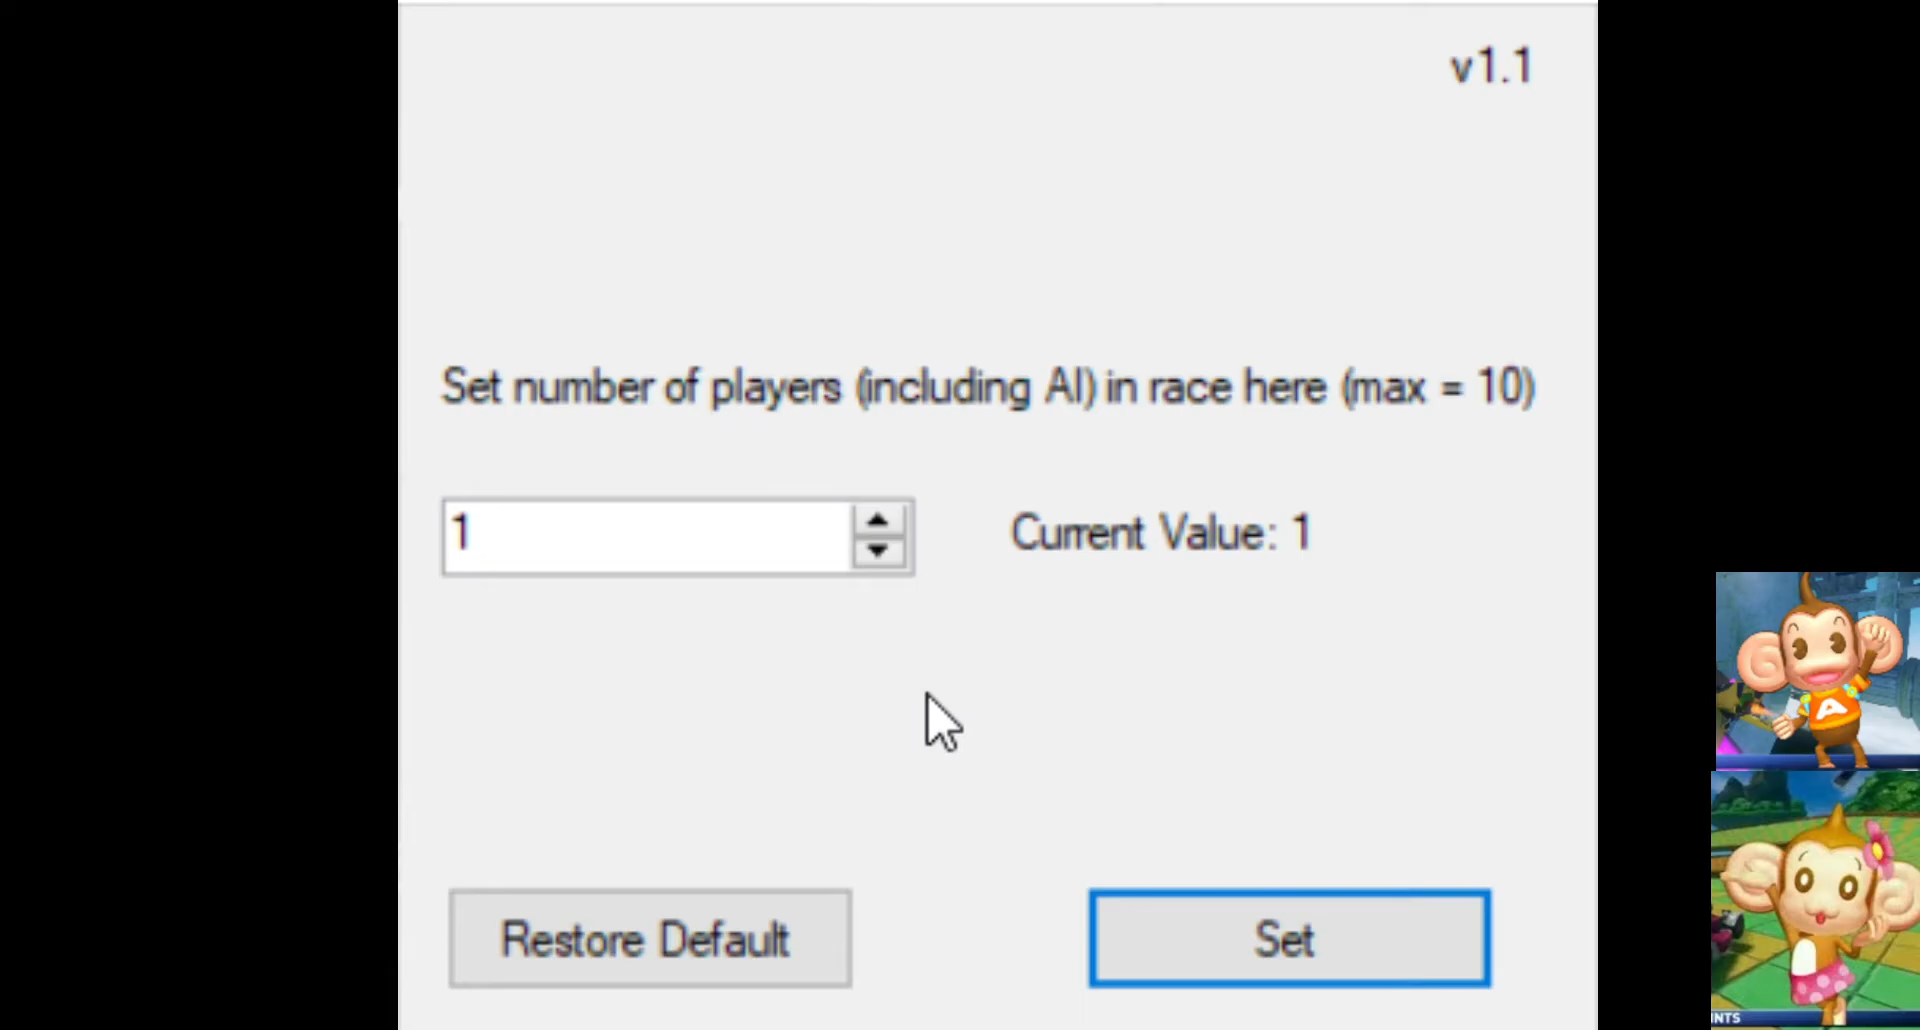 v1.1
Set number of players (including AI) in race here (max = 10)
1
Current Value: 1
A
Restore Default
Set
INTS